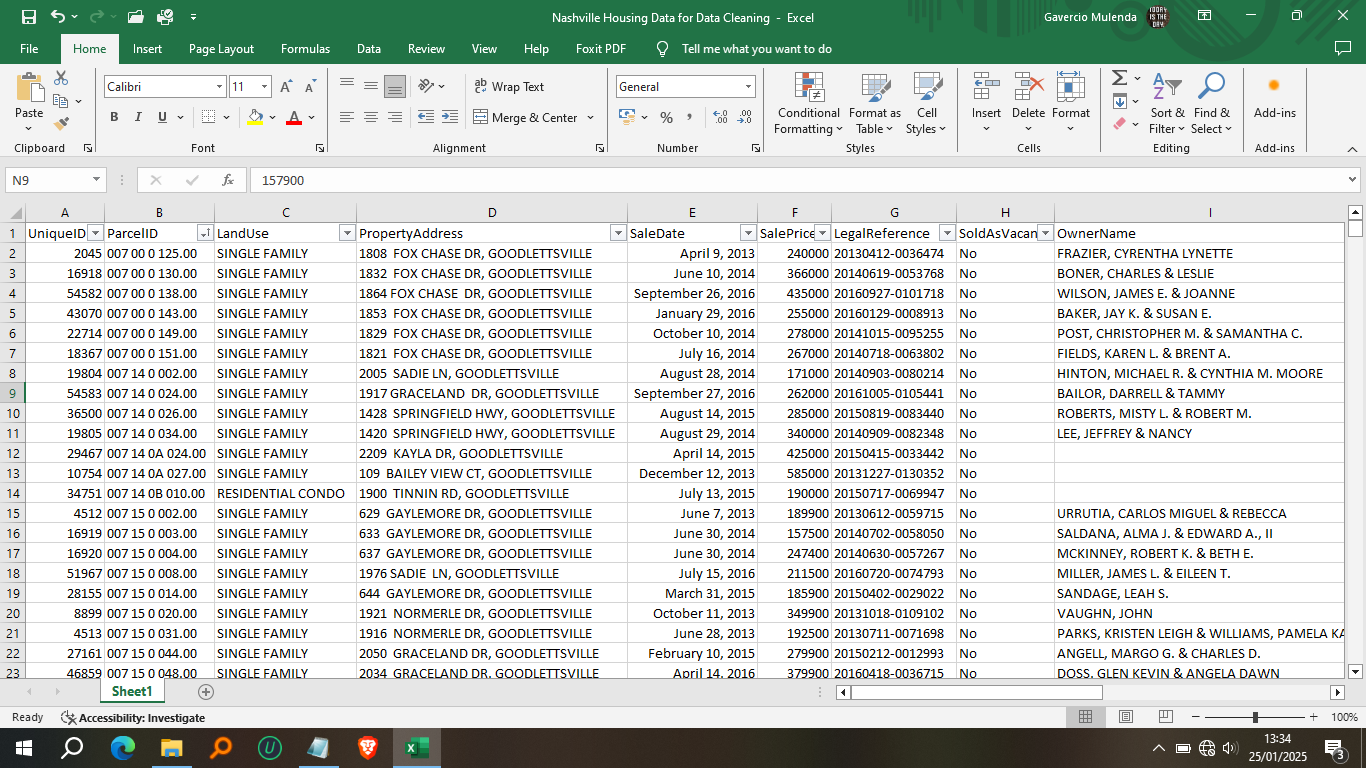 Nashville Housing Data for Data Cleaning - Excel
Gavercio Mulenda
TODAY IS THE DAY
File Home Insert Page Layout Formulas Data Review View Help Foxit PDF Tell me what you want to do
Paste
Clipboard
Calibri 11
B I U
Font
Wrap Text
Merge & Center
Alignment
General
Number
Conditional Formatting
Format as Table
Cell Styles
Styles
Insert Delete Format
Cells
Sort & Filter
Find & Select
Editing
Add-ins
Add-ins
N9 fx 157900
A B C D E F G H I
1 UniqueID ParcelID LandUse PropertyAddress SaleDate SalePrice LegalReference SoldAsVacan OwnerName
2 2045 007 00 0 125.00 SINGLE FAMILY 1808 FOX CHASE DR, GOODLETTSVILLE April 9, 2013 240000 20130412-0036474 No FRAZIER, CYRENTHA LYNETTE
3 16918 007 00 0 130.00 SINGLE FAMILY 1832 FOX CHASE DR, GOODLETTSVILLE June 10, 2014 366000 20140619-0053768 No BONER, CHARLES & LESLIE
4 54582 007 00 0 138.00 SINGLE FAMILY 1864 FOX CHASE DR, GOODLETTSVILLE September 26, 2016 435000 20160927-0101718 No WILSON, JAMES E. & JOANNE
5 43070 007 00 0 143.00 SINGLE FAMILY 1853 FOX CHASE DR, GOODLETTSVILLE January 29, 2016 255000 20160129-0008913 No BAKER, JAY K. & SUSAN E.
6 22714 007 00 0 149.00 SINGLE FAMILY 1829 FOX CHASE DR, GOODLETTSVILLE October 10, 2014 278000 20141015-0095255 No POST, CHRISTOPHER M. & SAMANTHA C.
7 18367 007 00 0 151.00 SINGLE FAMILY 1821 FOX CHASE DR, GOODLETTSVILLE July 16, 2014 267000 20140718-0063802 No FIELDS, KAREN L. & BRENT A.
8 19804 007 14 0 002.00 SINGLE FAMILY 2005 SADIE LN, GOODLETTSVILLE August 28, 2014 171000 20140903-0080214 No HINTON, MICHAEL R. & CYNTHIA M. MOORE
9 54583 007 14 0 024.00 SINGLE FAMILY 1917 GRACELAND DR, GOODLETTSVILLE September 27, 2016 262000 20161005-0105441 No BAILOR, DARRELL & TAMMY
10 36500 007 14 0 026.00 SINGLE FAMILY 1428 SPRINGFIELD HWY, GOODLETTSVILLE August 14, 2015 285000 20150819-0083440 No ROBERTS, MISTY L. & ROBERT M.
11 19805 007 14 0 034.00 SINGLE FAMILY 1420 SPRINGFIELD HWY, GOODLETTSVILLE August 29, 2014 340000 20140909-0082348 No LEE, JEFFREY & NANCY
12 29467 007 14 0A 024.00 SINGLE FAMILY 2209 KAYLA DR, GOODLETTSVILLE April 14, 2015 425000 20150415-0033442 No
13 10754 007 14 0A 027.00 SINGLE FAMILY 109 BAILEY VIEW CT, GOODLETTSVILLE December 12, 2013 585000 20131227-0130352 No
14 34751 007 14 0B 010.00 RESIDENTIAL CONDO 1900 TINNIN RD, GOODLETTSVILLE July 13, 2015 190000 20150717-0069947 No
15 4512 007 15 0 002.00 SINGLE FAMILY 629 GAYLEMORE DR, GOODLETTSVILLE June 7, 2013 189900 20130612-0059715 No URRUTIA, CARLOS MIGUEL & REBECCA
16 16919 007 15 0 003.00 SINGLE FAMILY 633 GAYLEMORE DR, GOODLETTSVILLE June 30, 2014 157500 20140702-0058050 No SALDANA, ALMA J. & EDWARD A., II
17 16920 007 15 0 004.00 SINGLE FAMILY 637 GAYLEMORE DR, GOODLETTSVILLE June 30, 2014 247400 20140630-0057267 No MCKINNEY, ROBERT K. & BETH E.
18 51967 007 15 0 008.00 SINGLE FAMILY 1976 SADIE LN, GOODLETTSVILLE July 15, 2016 211500 20160720-0074793 No MILLER, JAMES L. & EILEEN T.
19 28155 007 15 0 014.00 SINGLE FAMILY 644 GAYLEMORE DR, GOODLETTSVILLE March 31, 2015 185900 20150402-0029022 No SANDAGE, LEAH S.
20 8899 007 15 0 020.00 SINGLE FAMILY 1921 NORMERLE DR, GOODLETTSVILLE October 11, 2013 349900 20131018-0109102 No VAUGHN, JOHN
21 4513 007 15 0 031.00 SINGLE FAMILY 1916 NORMERLE DR, GOODLETTSVILLE June 28, 2013 192500 20130711-0071698 No PARKS, KRISTEN LEIGH & WILLIAMS, PAMELA KA
22 27161 007 15 0 044.00 SINGLE FAMILY 2050 GRACELAND DR, GOODLETTSVILLE February 10, 2015 279900 20150212-0012993 No ANGELL, MARGO G. & CHARLES D.
23 46859 007 15 0 048.00 SINGLE FAMILY 2034 GRACELAND DR, GOODLETTSVILLE April 14, 2016 379900 20160418-0036715 No DOSS, GLEN KEVIN & ANGELA DAWN
Sheet1
Ready Accessibility: Investigate 100%
13:34
25/01/2025
3